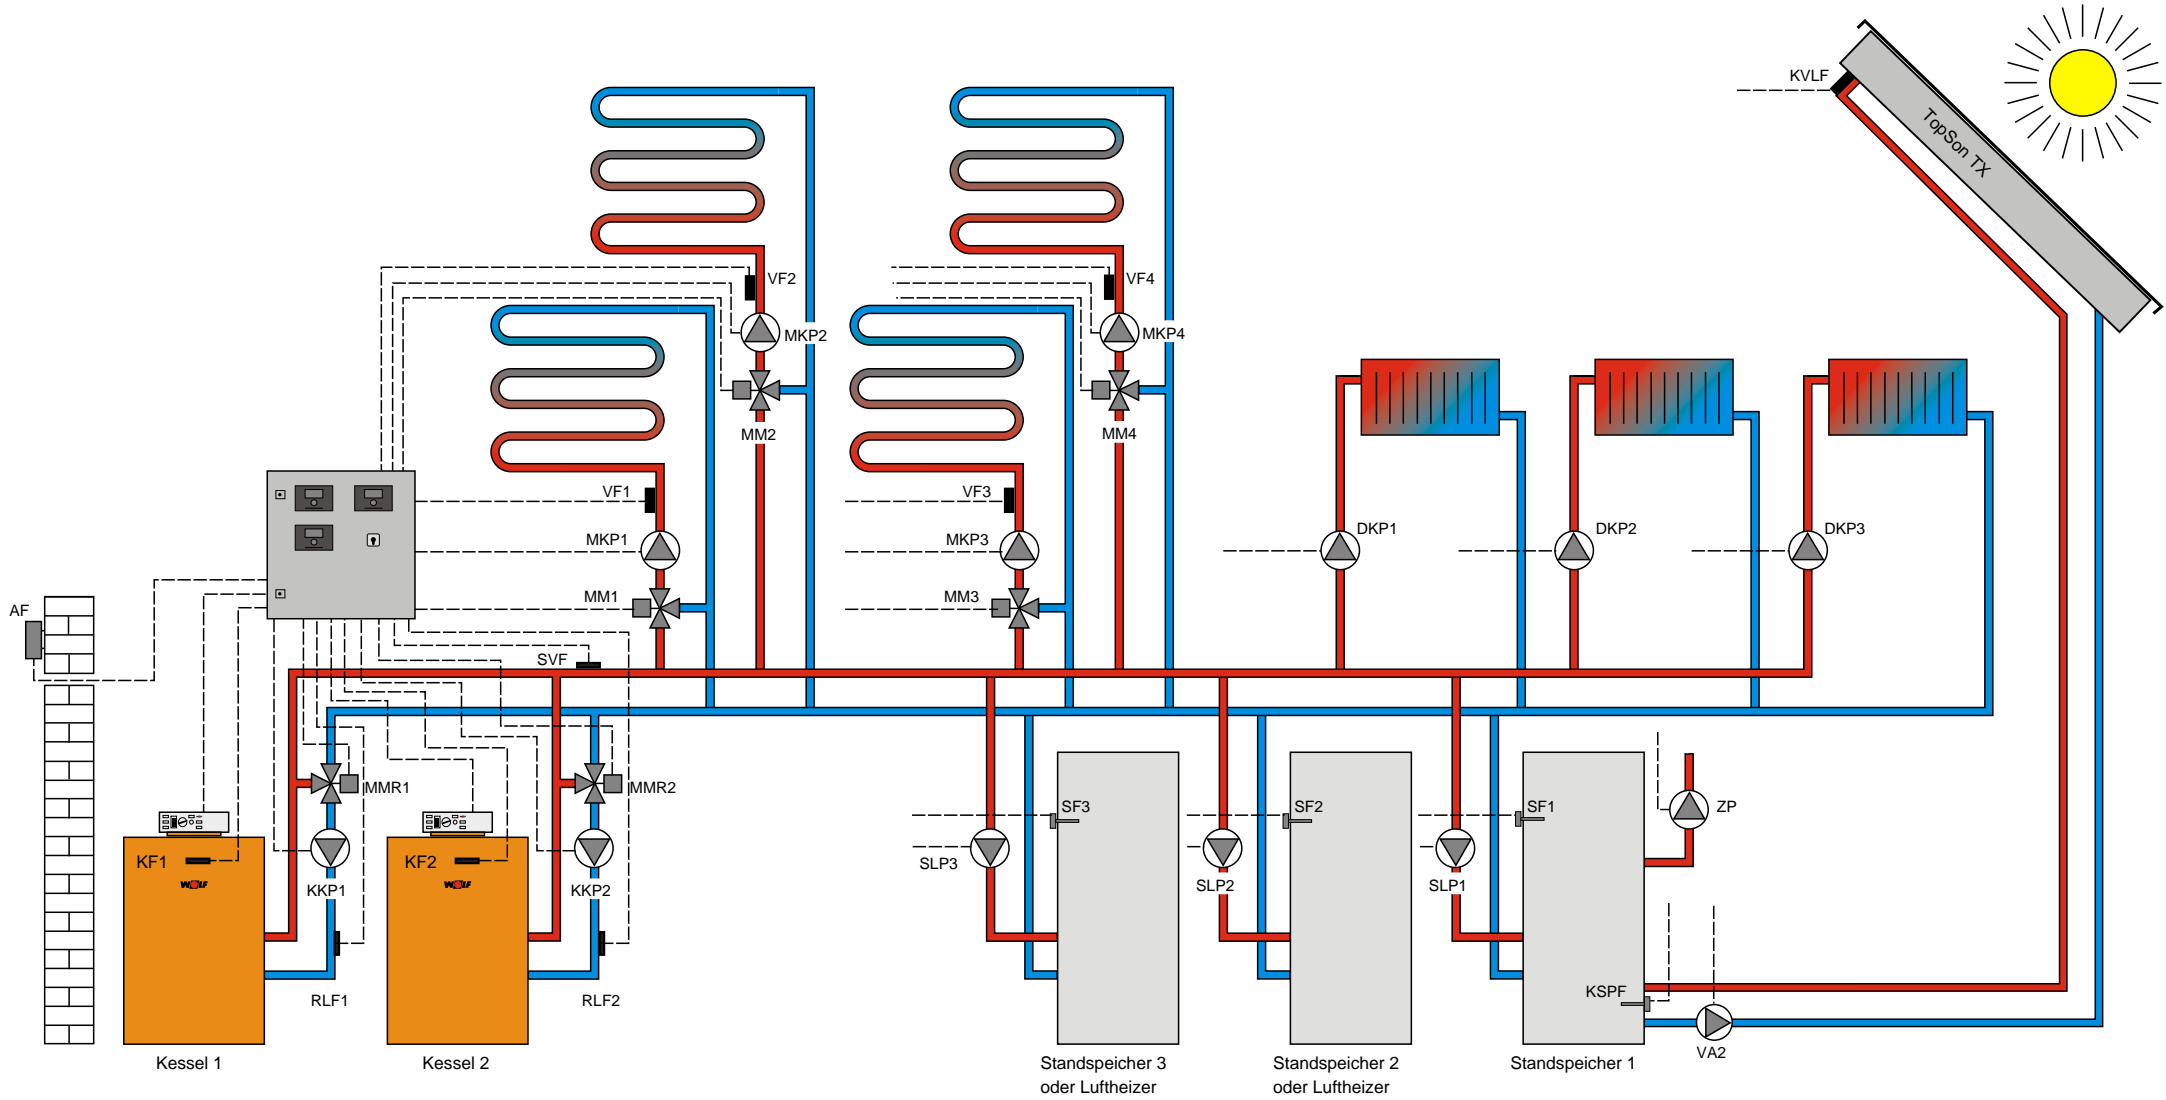 KVLF
TopSon TX
VF2
VF4
MKP2
MKP4
MM2
MM4
VF1
VF3
MKP1
MKP3
DKP1
DKP2
DKP3
MM1
MM3
AF
SVF
MMR1
MMR2
SF3
SF2
SF1
ZP
KF1
KF2
SLP3
WOLF
WOLF
KKP1
KKP2
SLP2
SLP1
RLF1
RLF2
KSPF
VA2
Kessel 1
Kessel 2
Standspeicher 3
oder Luftheizer
Standspeicher 2
oder Luftheizer
Standspeicher 1